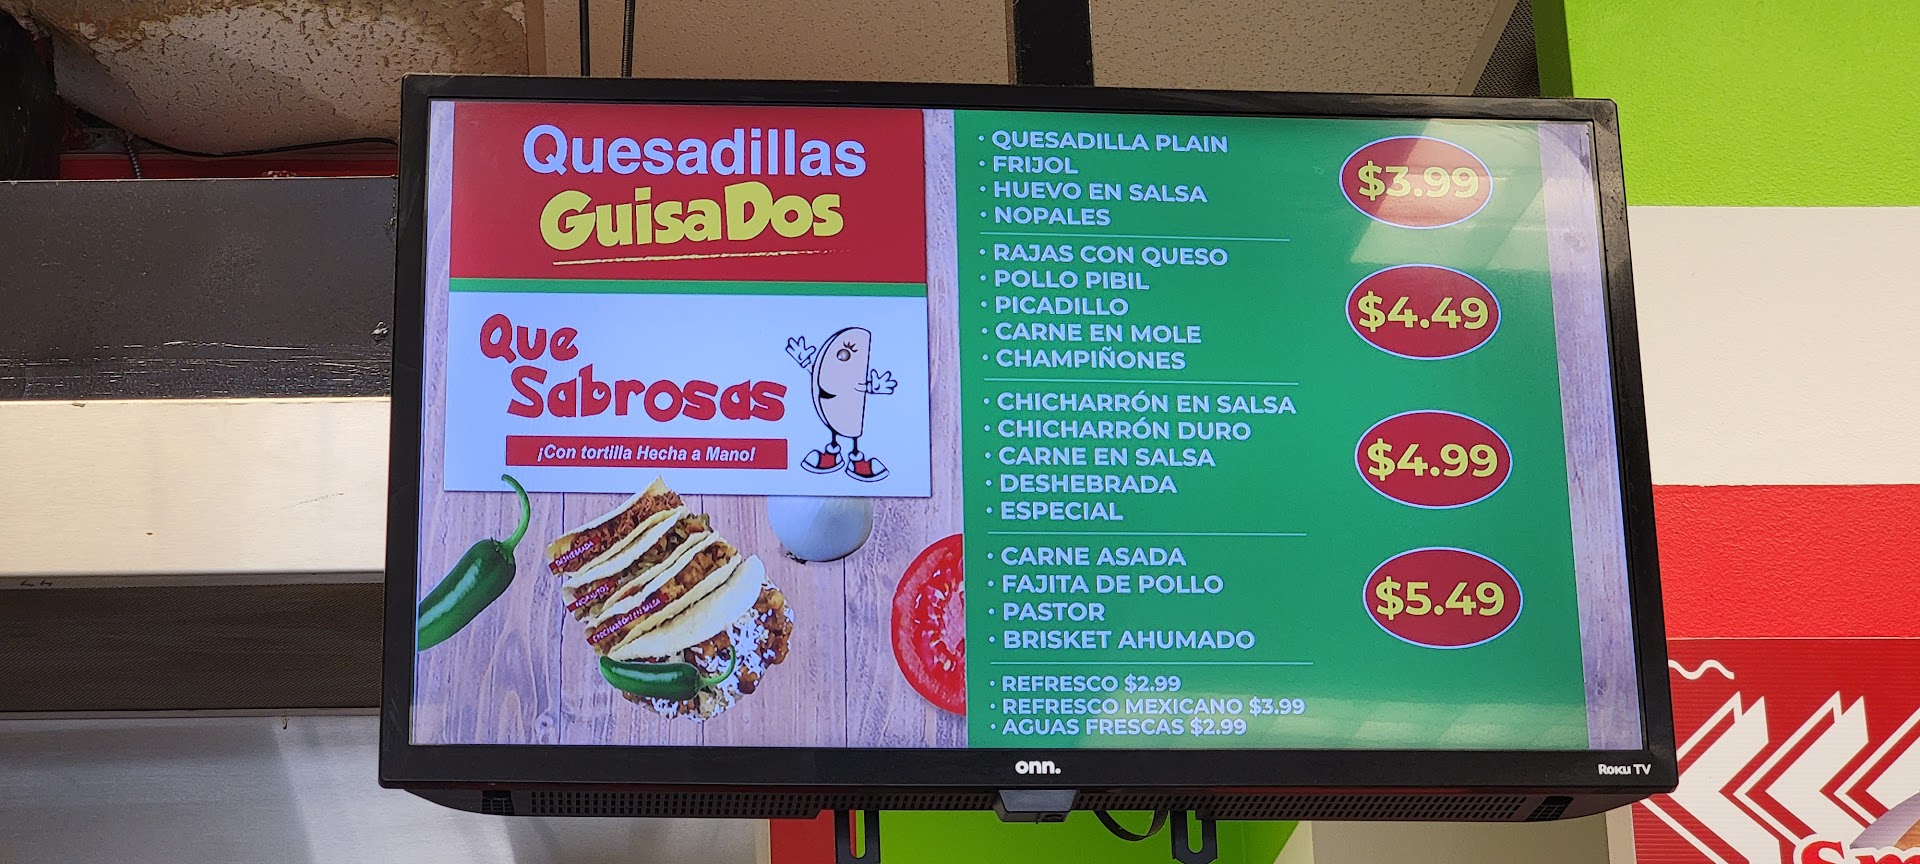 Quesadillas
GuisaDos
Que
Sabrosas
¡Con tortilla Hecha a Mano!
DESHEBRADA
NOPALITOS
CHICHARRÓN EN SALSA
• QUESADILLA PLAIN
• FRIJOL
• HUEVO EN SALSA
• NOPALES
$3.99
• RAJAS CON QUESO
• POLLO PIBIL
• PICADILLO
• CARNE EN MOLE
• CHAMPIÑONES
$4.49
• CHICHARRÓN EN SALSA
• CHICHARRÓN DURO
• CARNE EN SALSA
• DESHEBRADA
• ESPECIAL
$4.99
• CARNE ASADA
• FAJITA DE POLLO
• PASTOR
• BRISKET AHUMADO
$5.49
• REFRESCO $2.99
• REFRESCO MEXICANO $3.99
• AGUAS FRESCAS $2.99
onn.
Roku TV